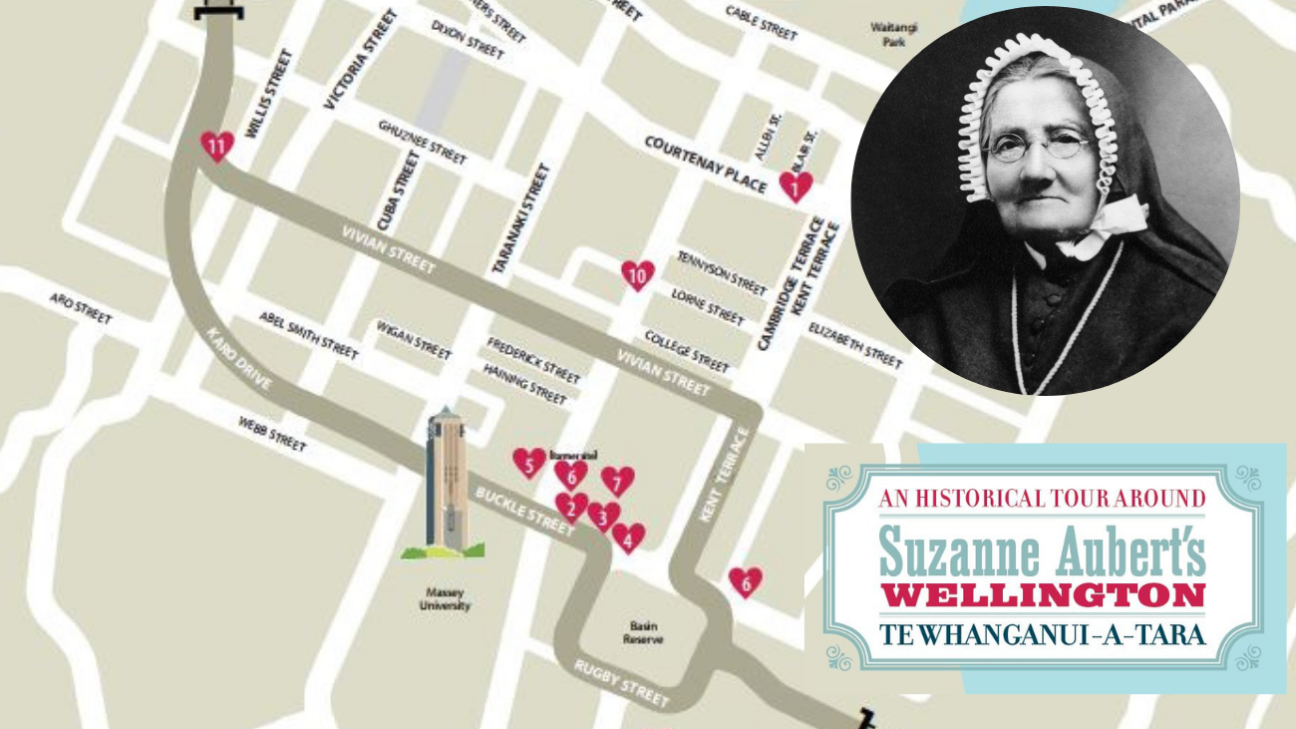 CABLE STREET
Waitangi
Park
DIXON STREET
WILLIS STREET
VICTORIA STREET
GHUZNEE STREET
CUBA STREET
TARANAKI STREET
COURTENAY PLACE
ALLEN ST.
BLAIR ST.
1
11
VIVIAN STREET
10
TENNYSON STREET
LORNE STREET
COLLEGE STREET
CAMBRIDGE TERRACE
KENT TERRACE
ELIZABETH STREET
ARO STREET
ABEL SMITH STREET
WIGAN STREET
FREDERICK STREET
HAINING STREET
VIVIAN STREET
KARO DRIVE
WEBB STREET
KENT TERRACE
5
6
7
2
3
4
BUCKLE STREET
6
Massey
University
Basin
Reserve
RUGBY STREET
AN HISTORICAL TOUR AROUND
Suzanne Aubert's
WELLINGTON
TE WHANGANUI-A-TARA